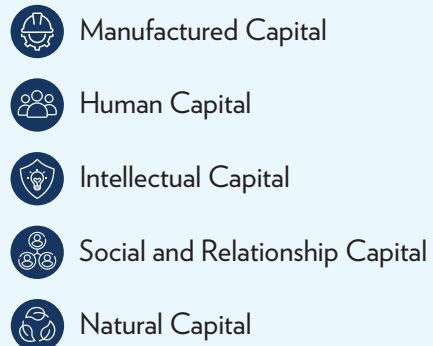 Manufactured Capital
Human Capital
Intellectual Capital
Social and Relationship Capital
Natural Capital